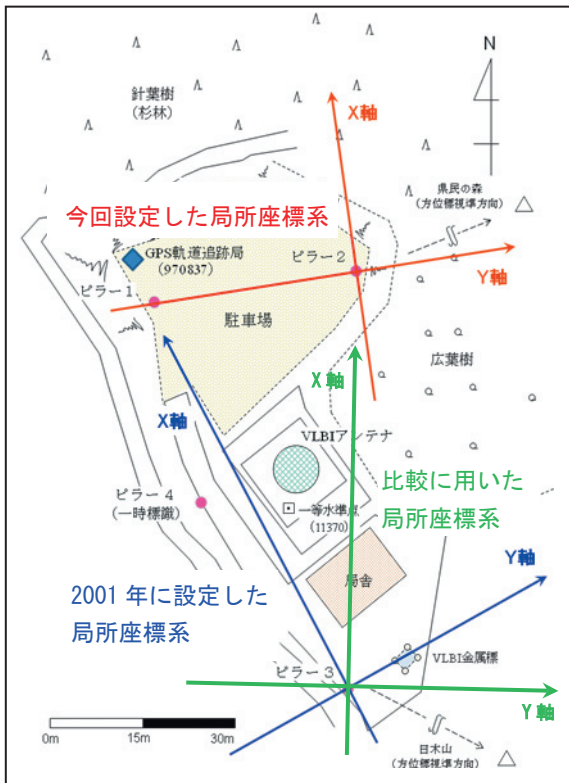 N
針葉樹
(杉林)
X軸
県民の森
(方位標視準方向)
今回設定した局所座標系
GPS軌道追跡局
(970837)
ピラー2
Y軸
ピラー1
駐車場
広葉樹
X軸
X軸
VLBIアンテナ
比較に用いた
局所座標系
ピラー4
(一時標識)
一等水準点
(11370)
局舎
Y軸
2001年に設定した
局所座標系
VLBI金属標
ピラー3
Y軸
0m
15m
30m
日木山
(方位標視準方向)